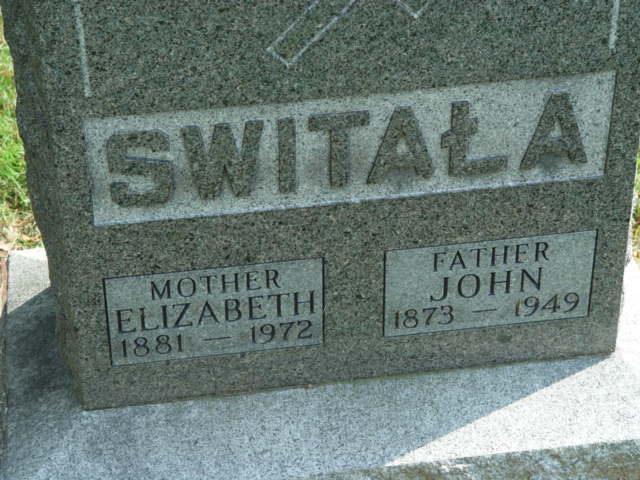 SWITAŁA
MOTHER
ELIZABETH
1881 — 1972
FATHER
JOHN
1873 — 1949